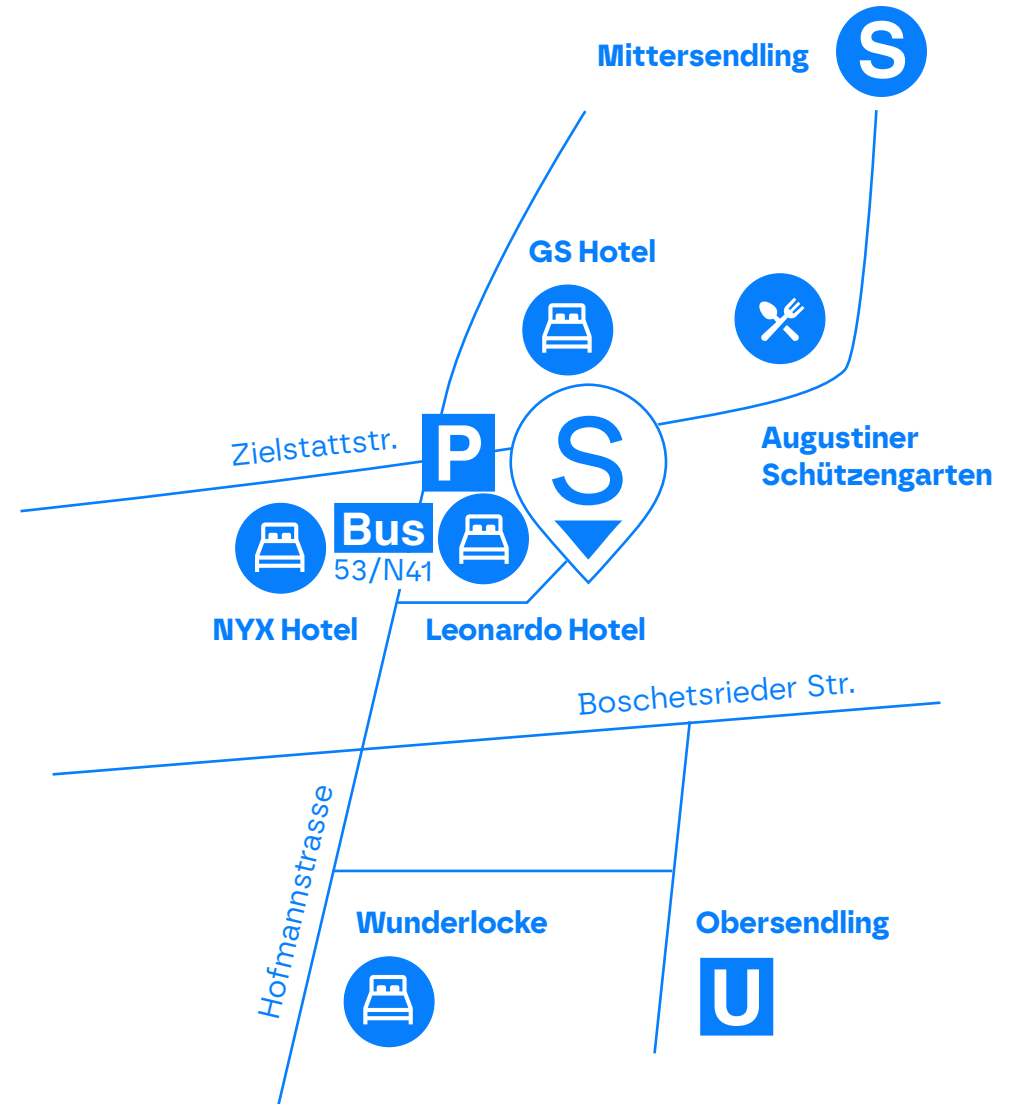 Mittersendling
S
GS Hotel
Augustiner
Schützengarten
Zielstattstr.
P
S
Bus
53/N41
NYX Hotel
Leonardo Hotel
Boschetsrieder Str.
Hofmannstrasse
Wunderlocke
Obersendling
U